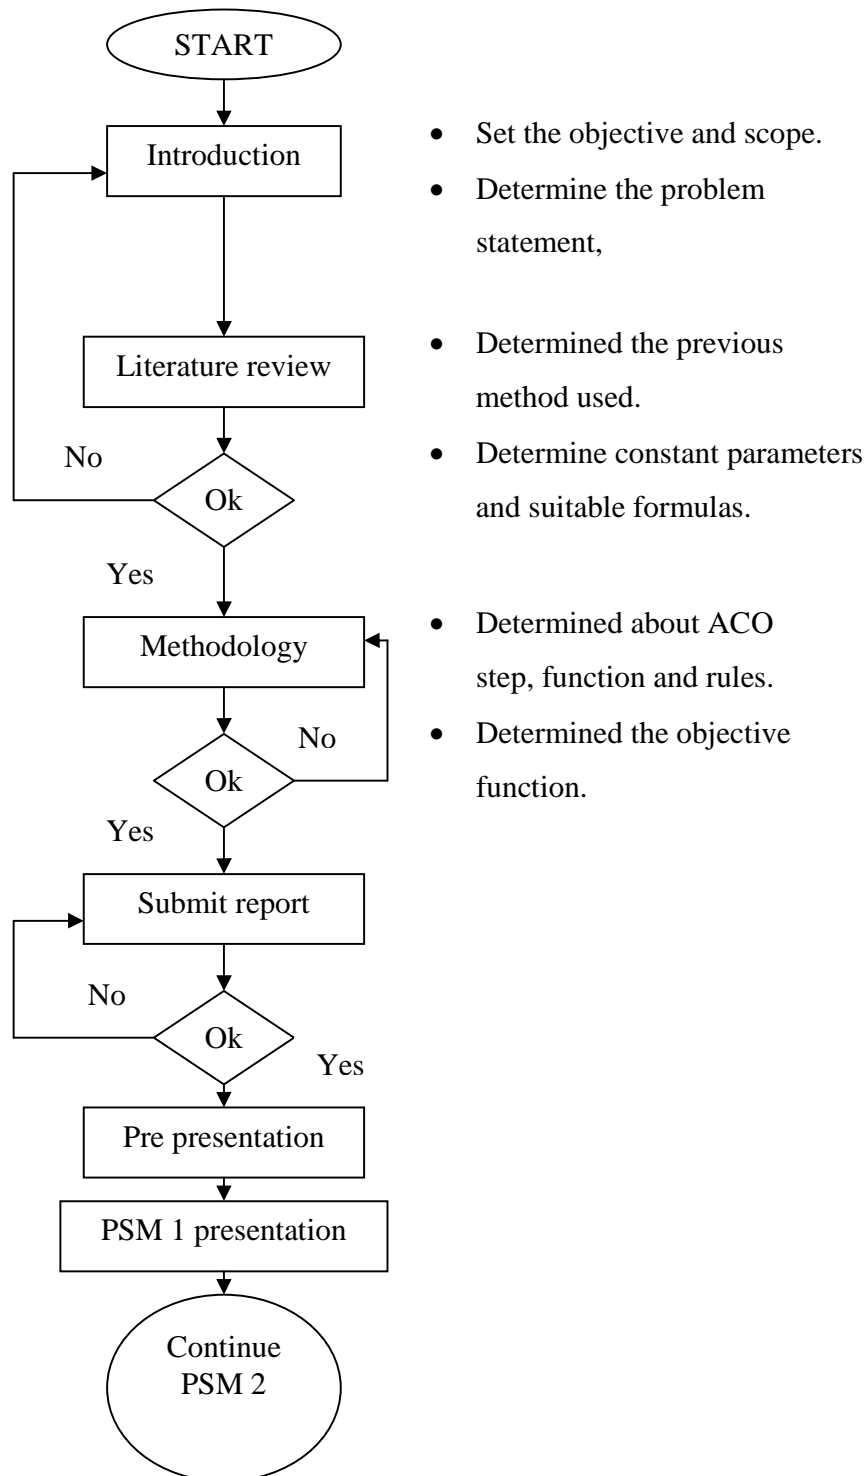 START
Introduction
• Set the objective and scope.
• Determine the problem
statement,
Literature review
• Determined the previous
method used.
No
• Determine constant parameters
and suitable formulas.
Ok
Yes
Methodology
• Determined about ACO
step, function and rules.
No
• Determined the objective
function.
Ok
Yes
Submit report
No
Ok
Yes
Pre presentation
PSM 1 presentation
Continue
PSM 2